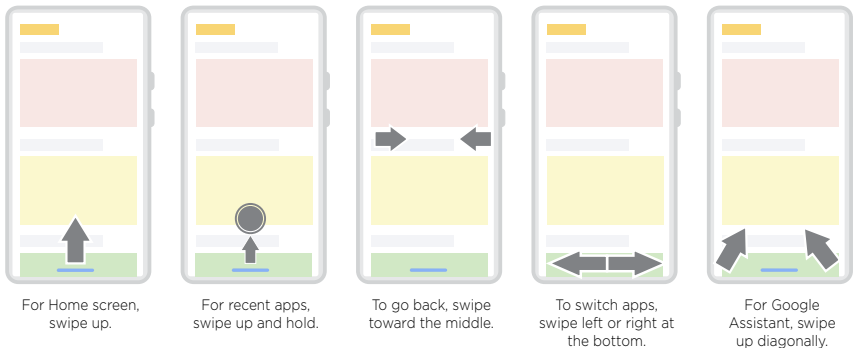 For Home screen,
swipe up.
For recent apps,
swipe up and hold.
To go back, swipe
toward the middle.
To switch apps,
swipe left or right at
the bottom.
For Google
Assistant, swipe
up diagonally.